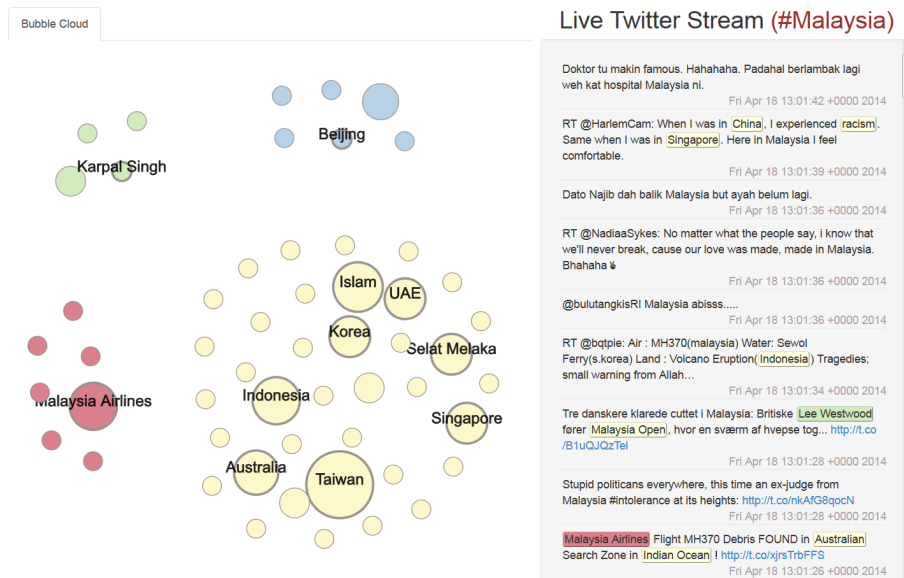 Bubble Cloud
Live Twitter Stream (#Malaysia)
Beijing
Karpal Singh
Islam
UAE
Korea
Selat Melaka
Indonesia
Malaysia Airlines
Singapore
Australia
Taiwan
Doktor tu makin famous. Hahahaha. Padahal berlambak lagi
weh kat hospital Malaysia ni.
Fri Apr 18 13:01:42 +0000 2014
RT @HarlemCam: When I was in China, I experienced racism.
Same when I was in Singapore. Here in Malaysia I feel
comfortable.
Fri Apr 18 13:01:39 +0000 2014
Dato Najib dah balik Malaysia but ayah belum lagi.
Fri Apr 18 13:01:36 +0000 2014
RT @NadiaaSykes: No matter what the people say, i know that
we'll never break, cause our love was made, made in Malaysia.
Bhahaha✌
Fri Apr 18 13:01:36 +0000 2014
@bulutangkisRI Malaysia abisss.....
Fri Apr 18 13:01:36 +0000 2014
RT @bqtpie: Air : MH370(malaysia) Water: Sewol
Ferry(s.korea) Land : Volcano Eruption(Indonesia) Tragedies;
small warning from Allah…
Fri Apr 18 13:01:34 +0000 2014
Tre danskere klarede cuttet i Malaysia: Britiske Lee Westwood
fører Malaysia Open, hvor en sværm af hvepse tog... http://t.co
/B1uQJQzTel
Fri Apr 18 13:01:28 +0000 2014
Stupid politicans everywhere, this time an ex-judge from
Malaysia #intolerance at its heights: http://t.co/nkAfG8qocN
Fri Apr 18 13:01:28 +0000 2014
Malaysia Airlines Flight MH370 Debris FOUND in Australian
Search Zone in Indian Ocean ! http://t.co/xjrsTrbFFS
Fri Apr 18 13:01:26 +0000 2014